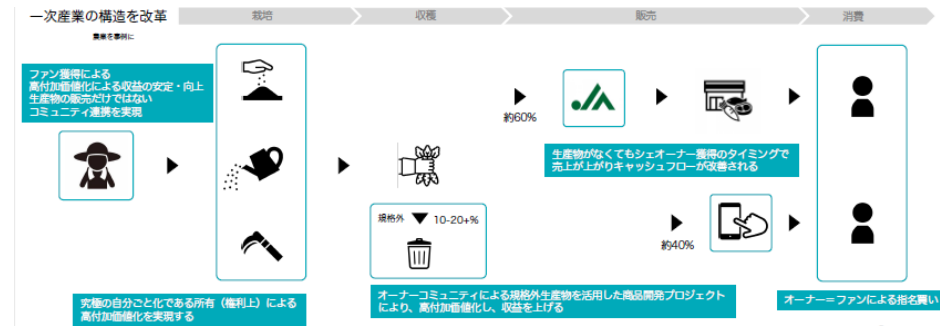 一次産業の構造を改革
農業を事例に
栽培
収穫
販売
消費
ファン獲得による
高付加価値化による収益の安定・向上
生産物の販売だけではない
コミュニティ連携を実現
約60%
JA
生産物がなくてもシェオーナー獲得のタイミングで
売上が上がりキャッシュフローが改善される
規格外 ▼ 10-20+%
約40%
究極の自分ごと化である所有（権利上）による
高付加価値化を実現する
オーナーコミュニティによる規格外生産物を活用した商品開発プロジェクト
により、高付加価値化し、収益を上げる
オーナー＝ファンによる指名買い